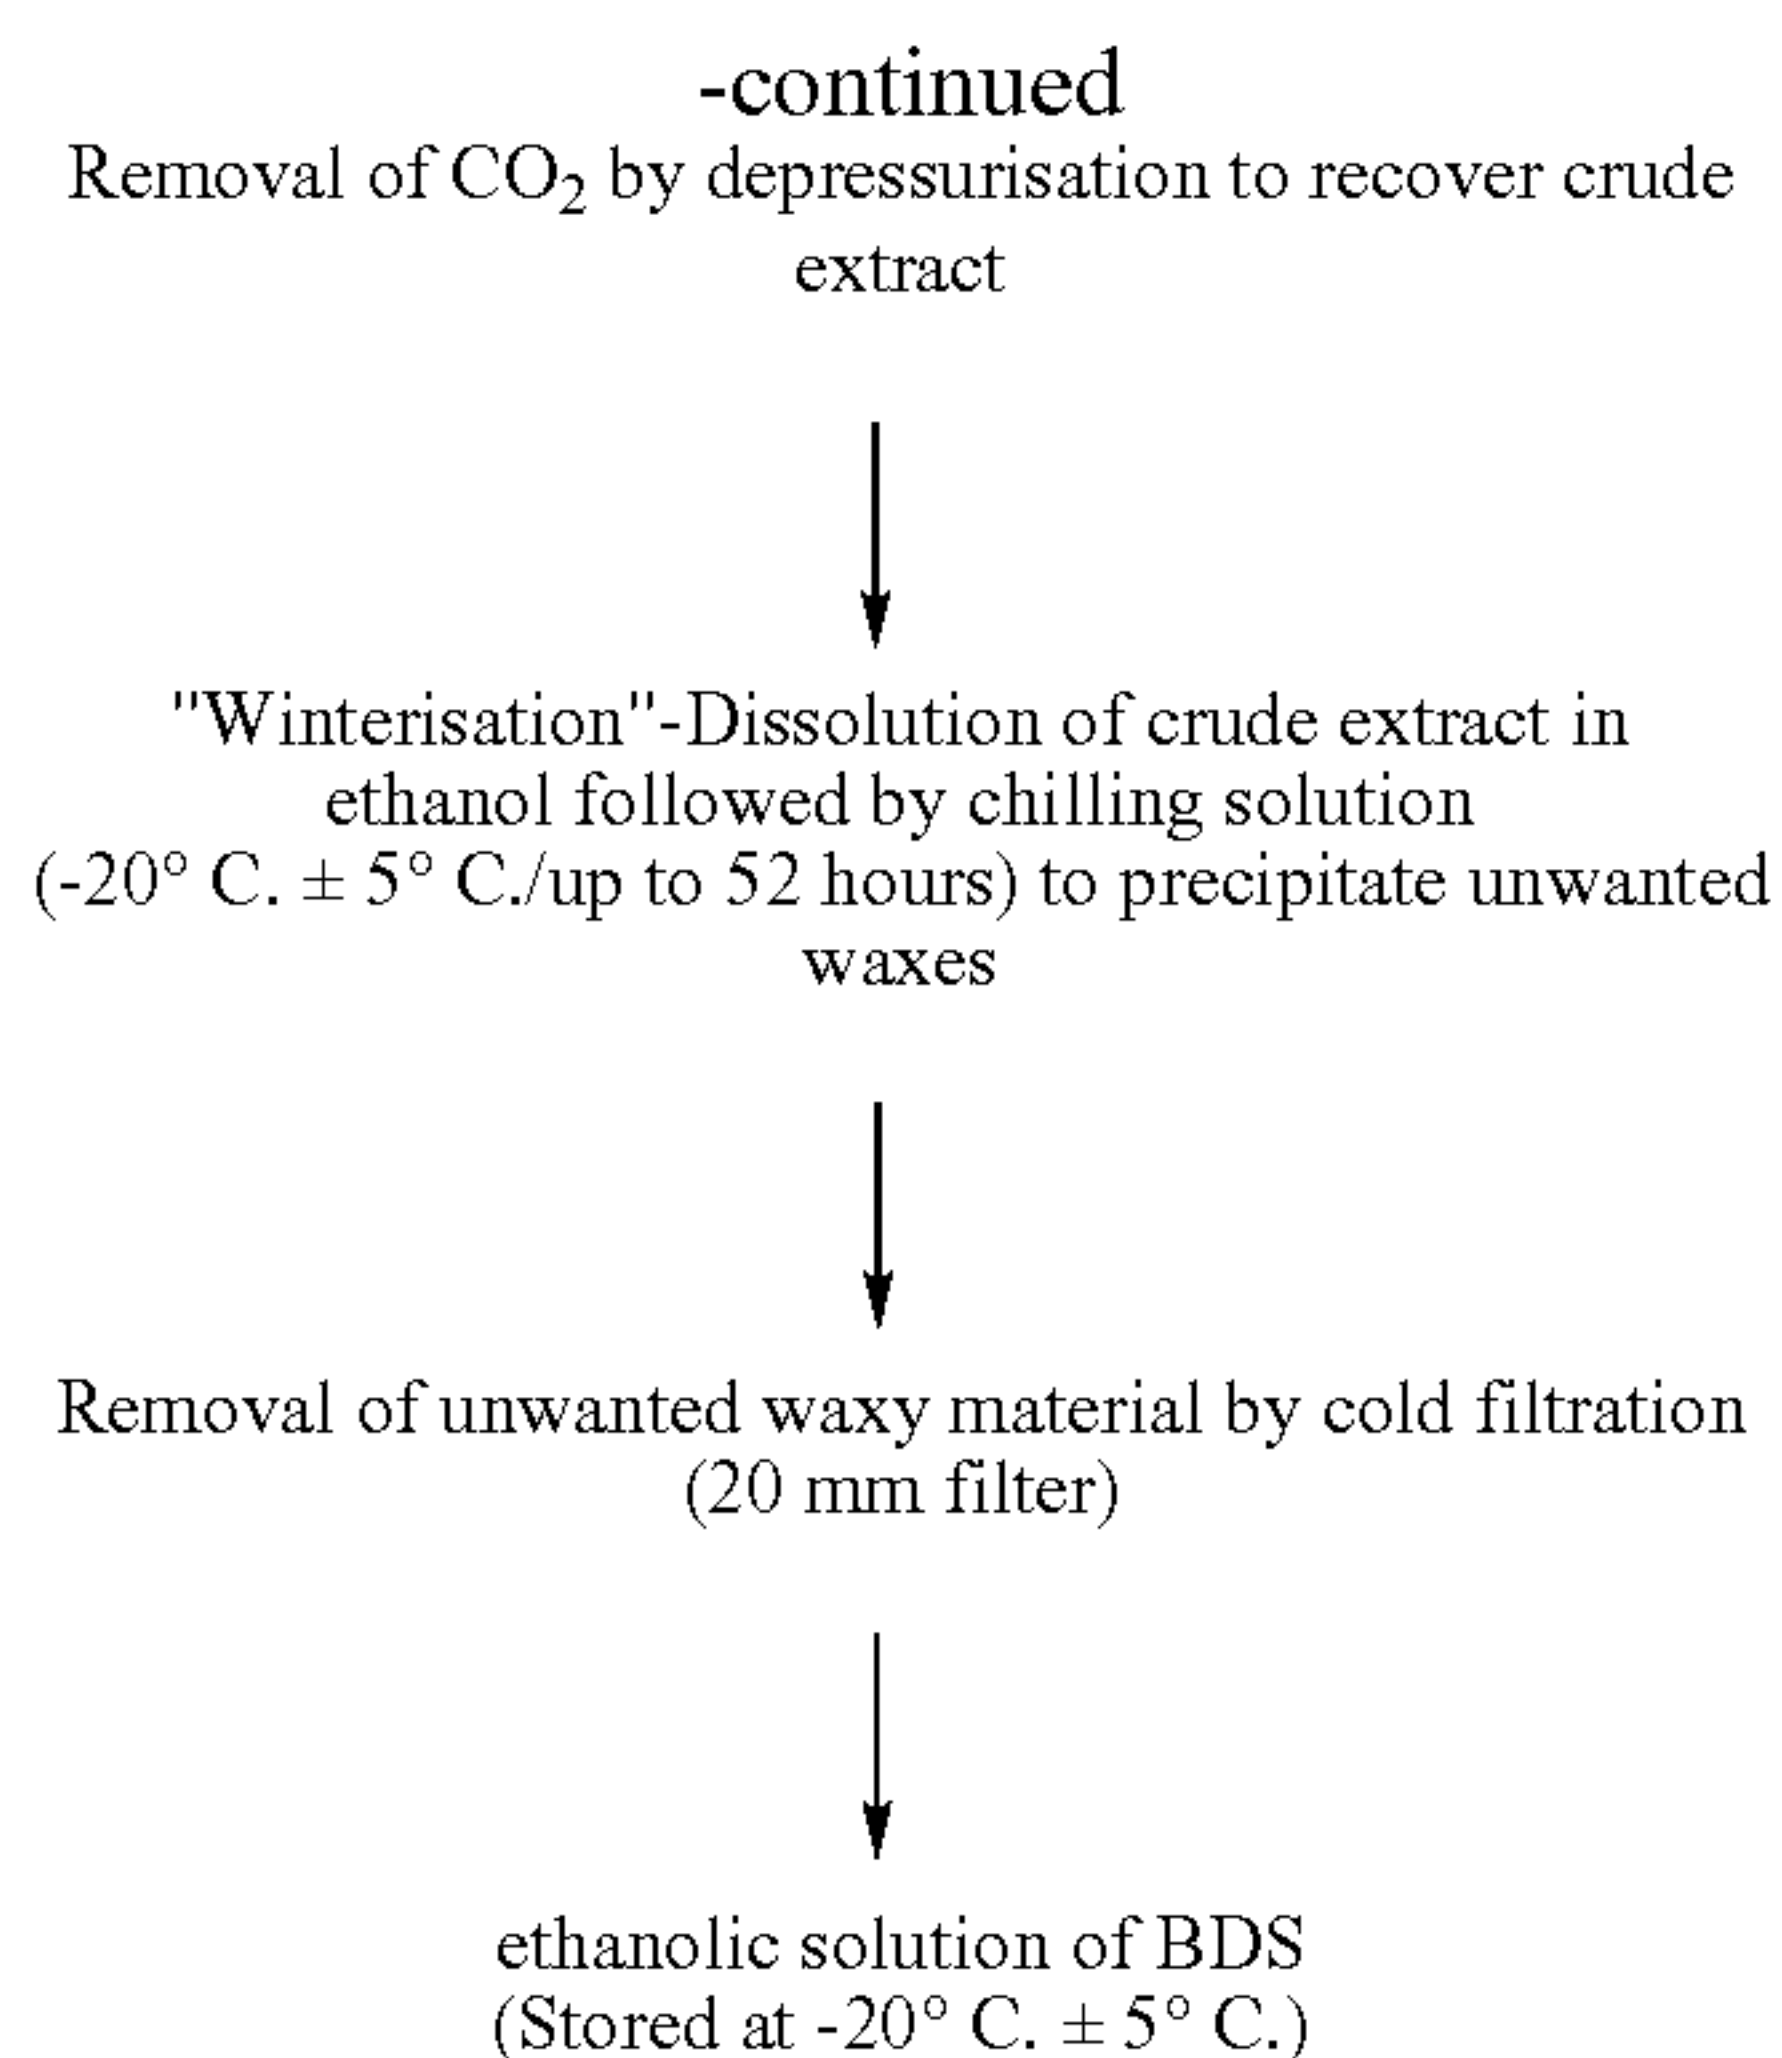 -continued
Removal of CO₂ by depressurisation to recover crude
extract
"Winterisation"-Dissolution of crude extract in
ethanol followed by chilling solution
(-20° C. ± 5° C./up to 52 hours) to precipitate unwanted
waxes
Removal of unwanted waxy material by cold filtration
(20 mm filter)
ethanolic solution of BDS
(Stored at -20° C. ± 5° C.)